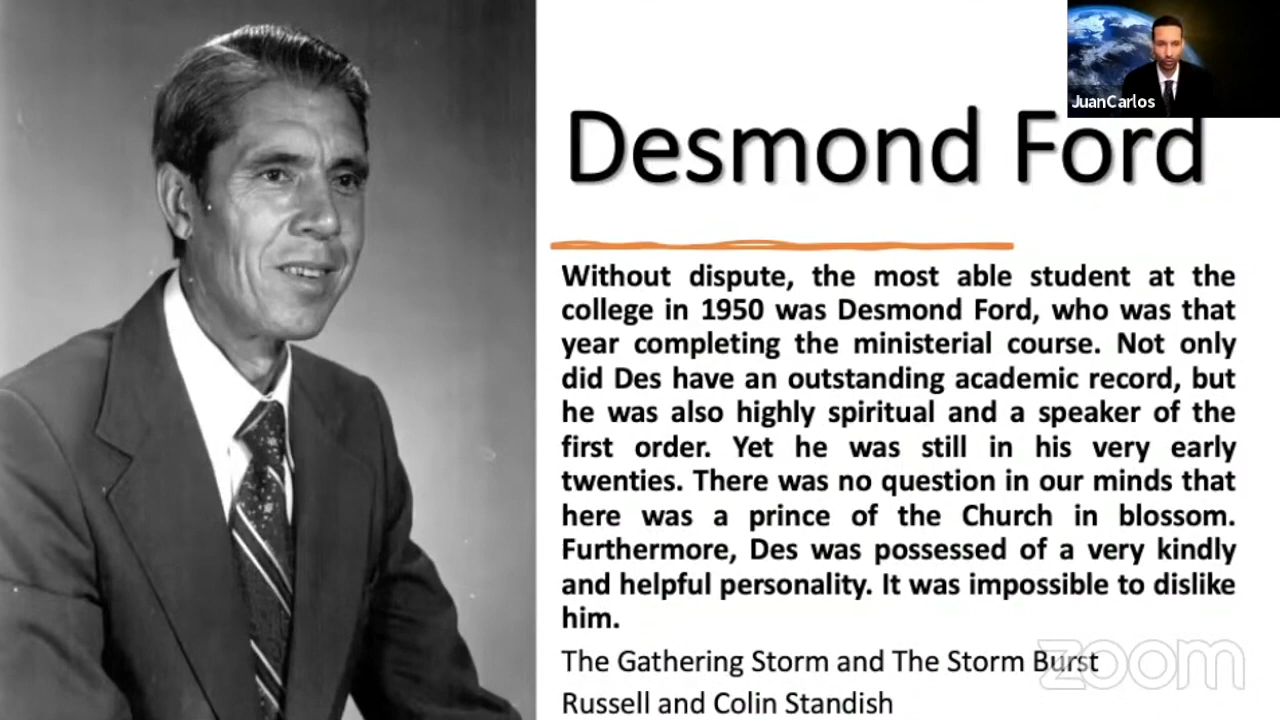 JuanCarlos
Desmond Ford
Without dispute, the most able student at the
college in 1950 was Desmond Ford, who was that
year completing the ministerial course. Not only
did Des have an outstanding academic record, but
he was also highly spiritual and a speaker of the
first order. Yet he was still in his very early
twenties. There was no question in our minds that
here was a prince of the Church in blossom.
Furthermore, Des was possessed of a very kindly
and helpful personality. It was impossible to dislike
him.
The Gathering Storm and The Storm Burst
Russell and Colin Standish
zoom